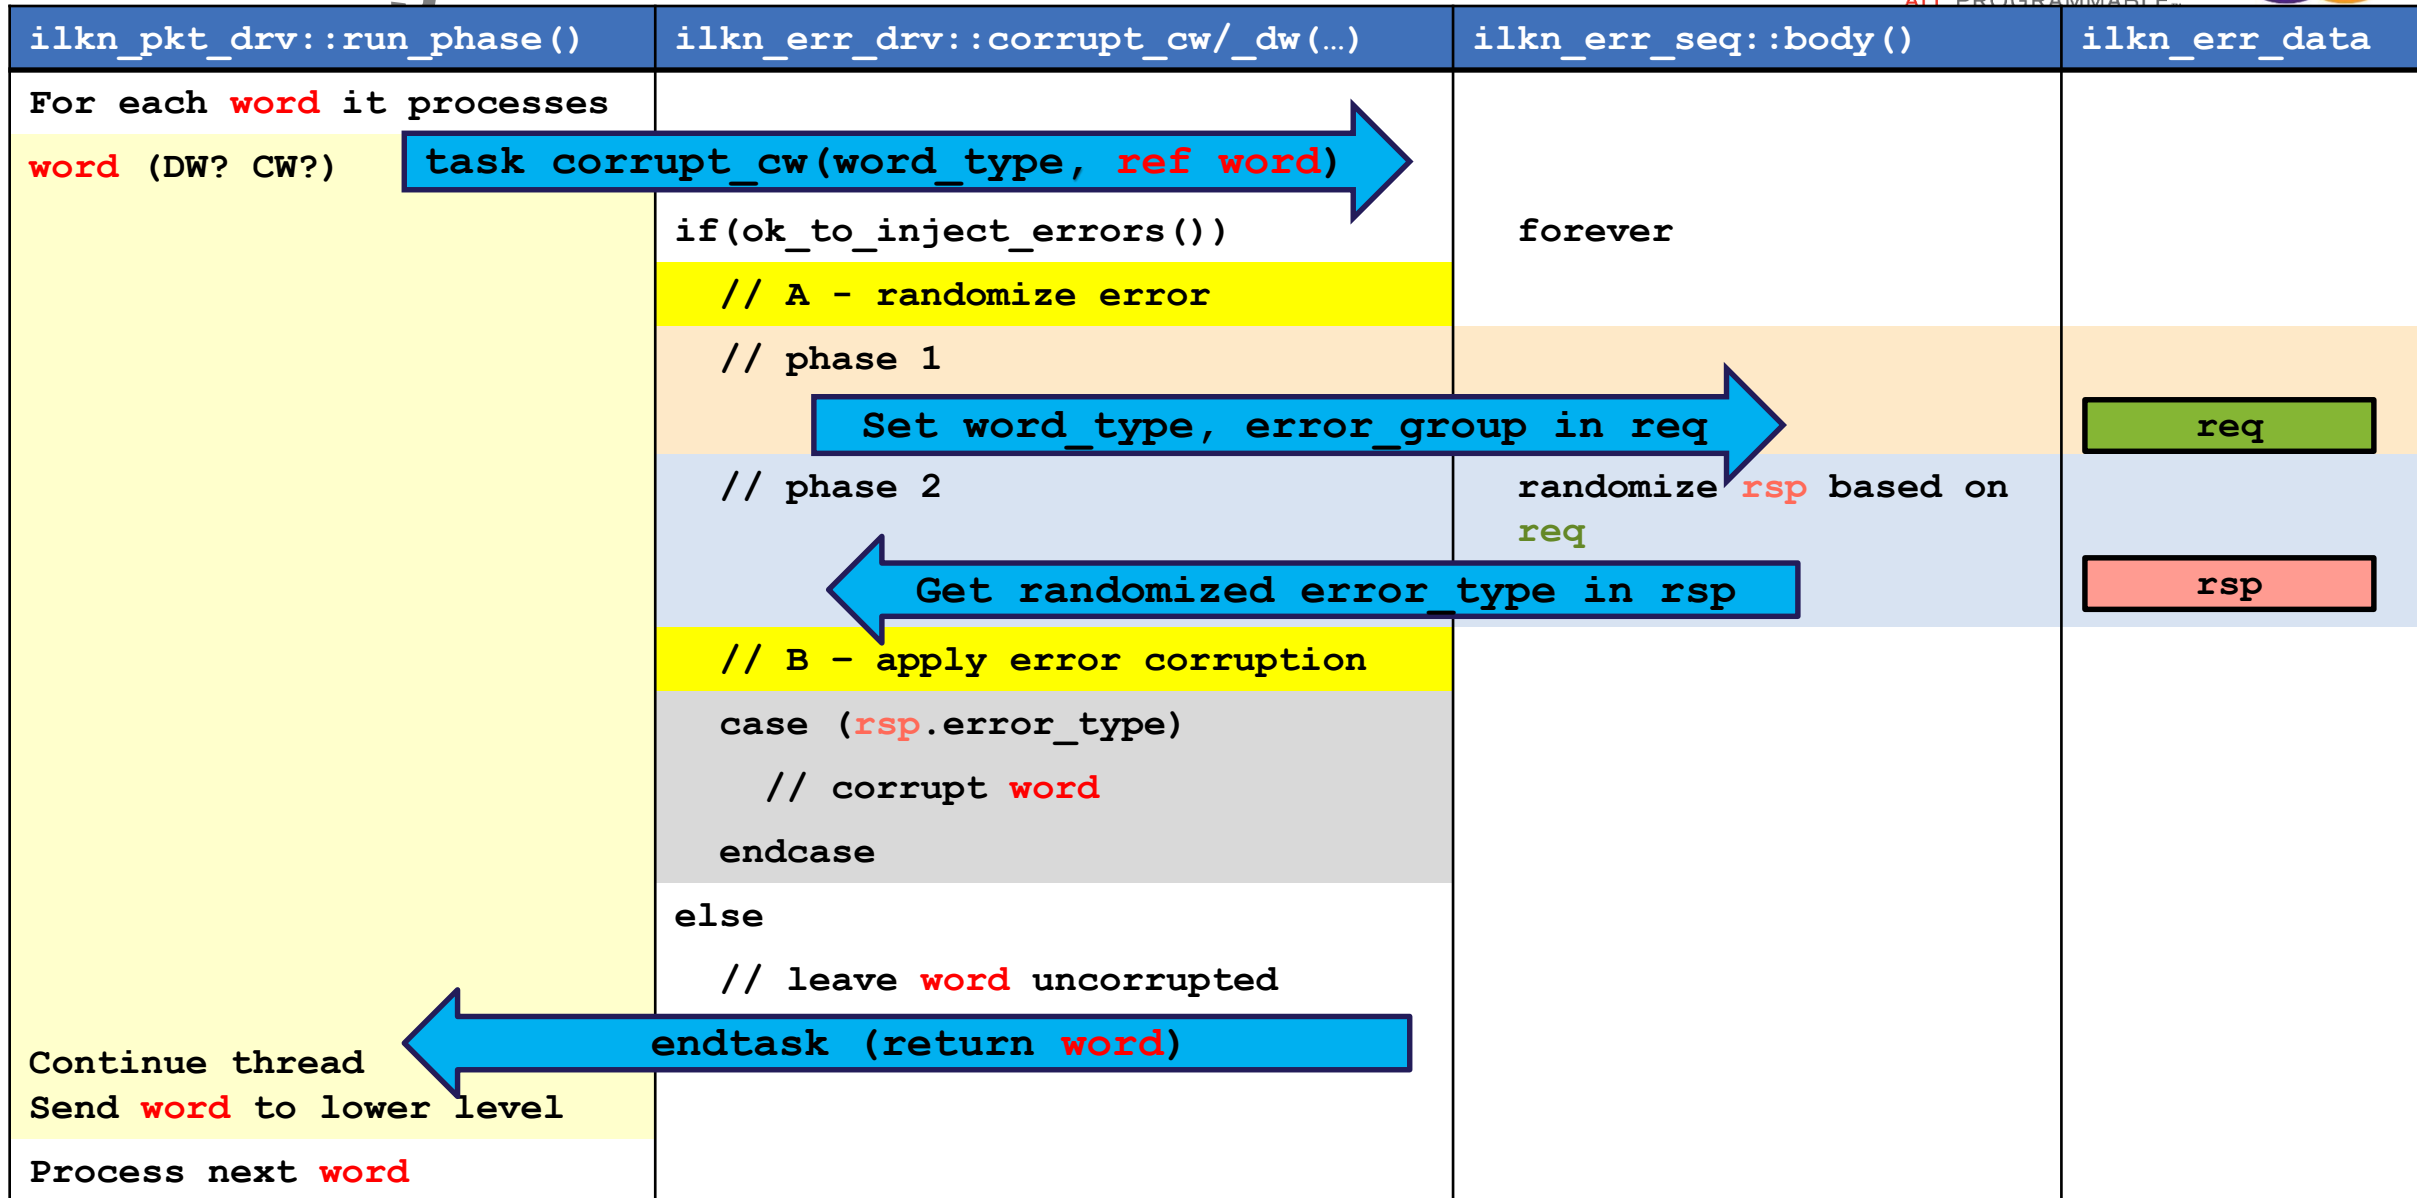 ALL PROGRAMMABLE
ilkn_pkt_drv::run_phase()
ilkn_err_drv::corrupt_cw/_dw(…)
ilkn_err_seq::body()
ilkn_err_data
For each word it processes
word (DW? CW?)
task corrupt_cw(word_type, ref word)
if(ok_to_inject_errors())
forever
// A - randomize error
// phase 1
Set word_type, error_group in req
req
// phase 2
randomize rsp based on
req
Get randomized error_type in rsp
rsp
// B – apply error corruption
case (rsp.error_type)
// corrupt word
endcase
else
// leave word uncorrupted
endtask (return word)
Continue thread
Send word to lower level
Process next word